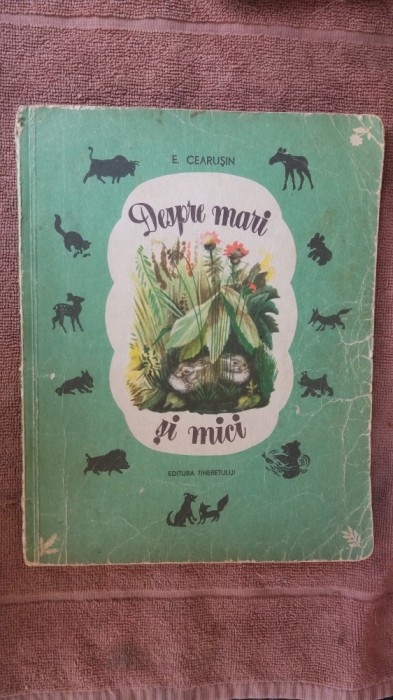 E. CEARUȘIN
Despre mari
și mici
EDITURA TINERETULUI